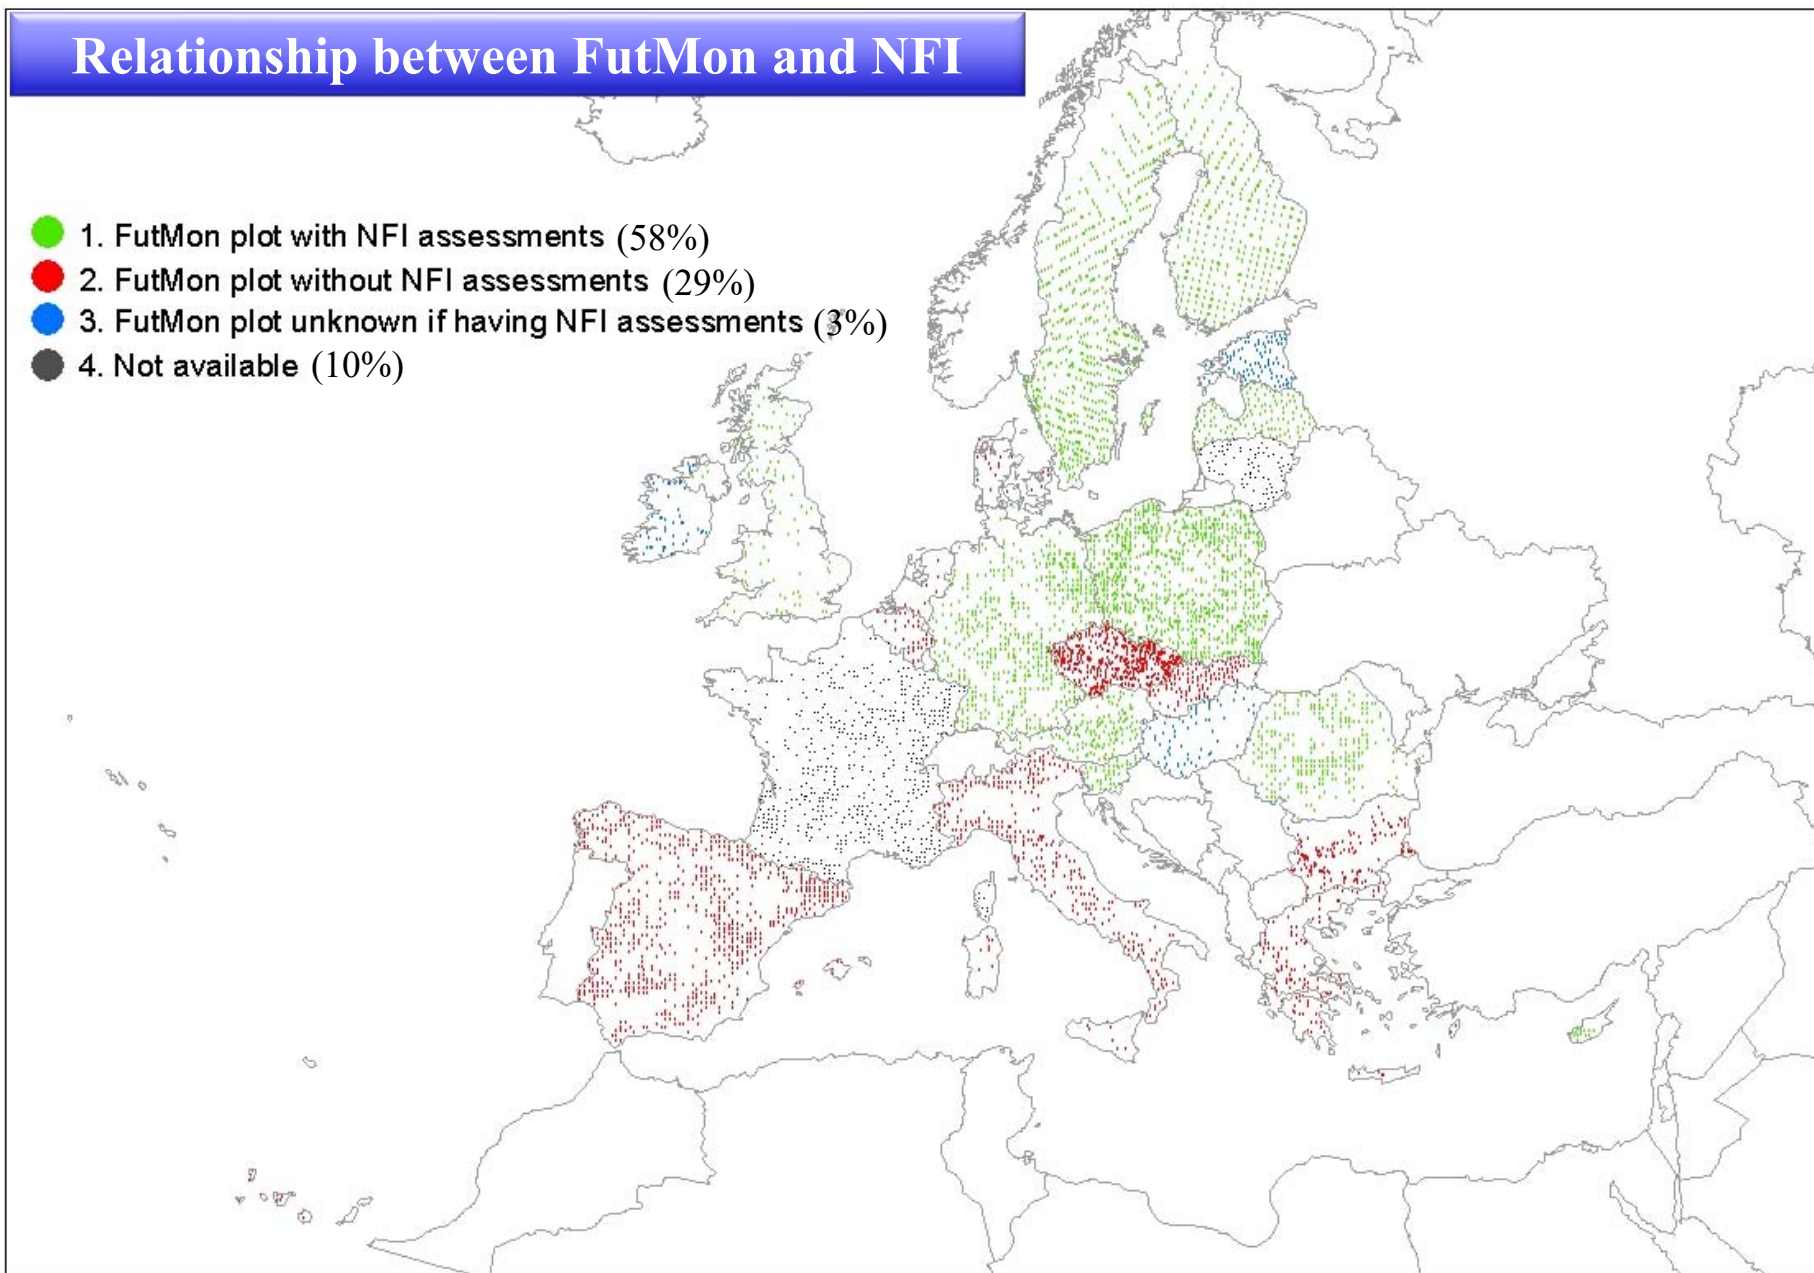 Relationship between FutMon and NFI
1. FutMon plot with NFI assessments (58%)
2. FutMon plot without NFI assessments (29%)
3. FutMon plot unknown if having NFI assessments (3%)
4. Not available (10%)